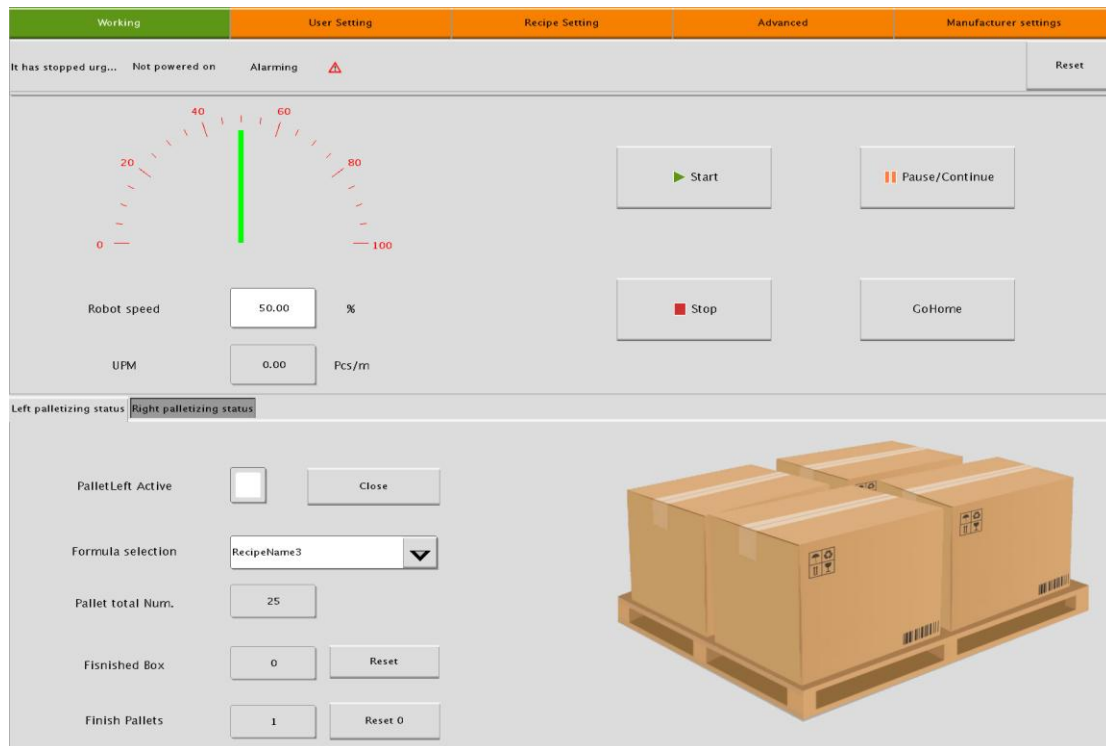 Working User Setting Recipe Setting Advanced Manufacturer settings
It has stopped urg... Not powered on Alarming Reset
40 60
20 80
0 100
Start Pause/Continue
Robot speed 50.00 % Stop GoHome
UPM 0.00 Pcs/m
Left palletizing status Right palletizing status
PalletLeft Active Close
Formula selection RecipeName3
Pallet total Num. 25
Fisnished Box 0 Reset
Finish Pallets 1 Reset 0